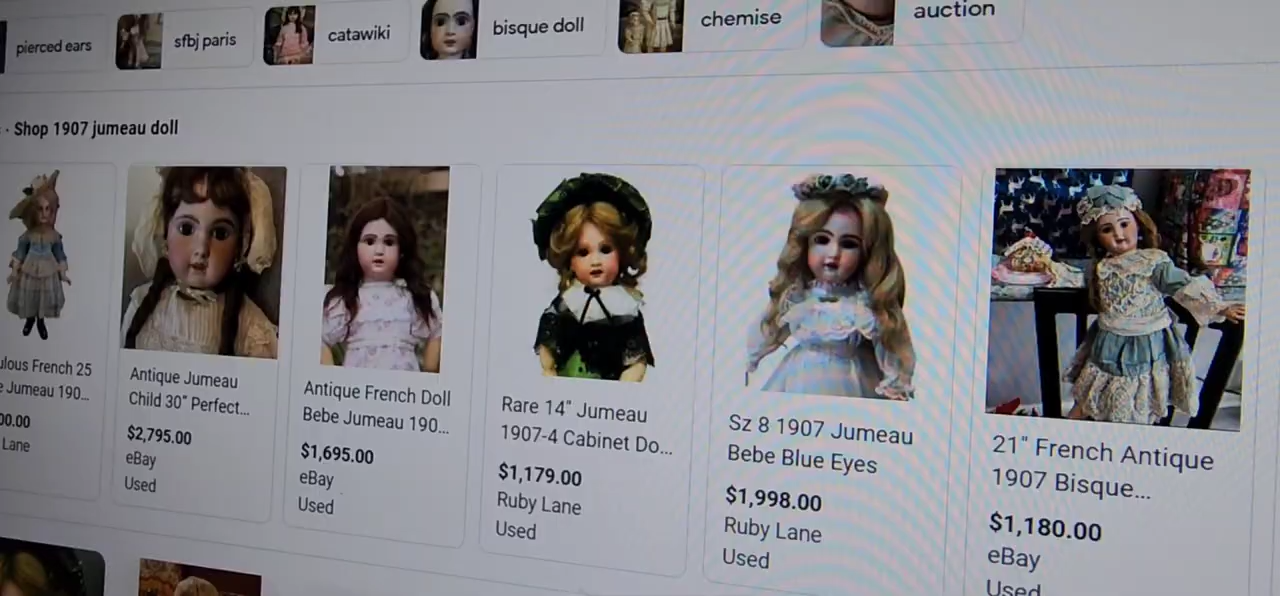 pierced ears
sfbj paris
catawiki
bisque doll
chemise
auction
· Shop 1907 jumeau doll
ulous French 25
e Jumeau 190...
00.00
Lane
Antique Jumeau
Child 30" Perfect...
$2,795.00
eBay
Used
Antique French Doll
Bebe Jumeau 190...
$1,695.00
eBay
Used
Rare 14" Jumeau
1907-4 Cabinet Do...
$1,179.00
Ruby Lane
Used
Sz 8 1907 Jumeau
Bebe Blue Eyes
$1,998.00
Ruby Lane
Used
21" French Antique
1907 Bisque...
$1,180.00
eBay
Used